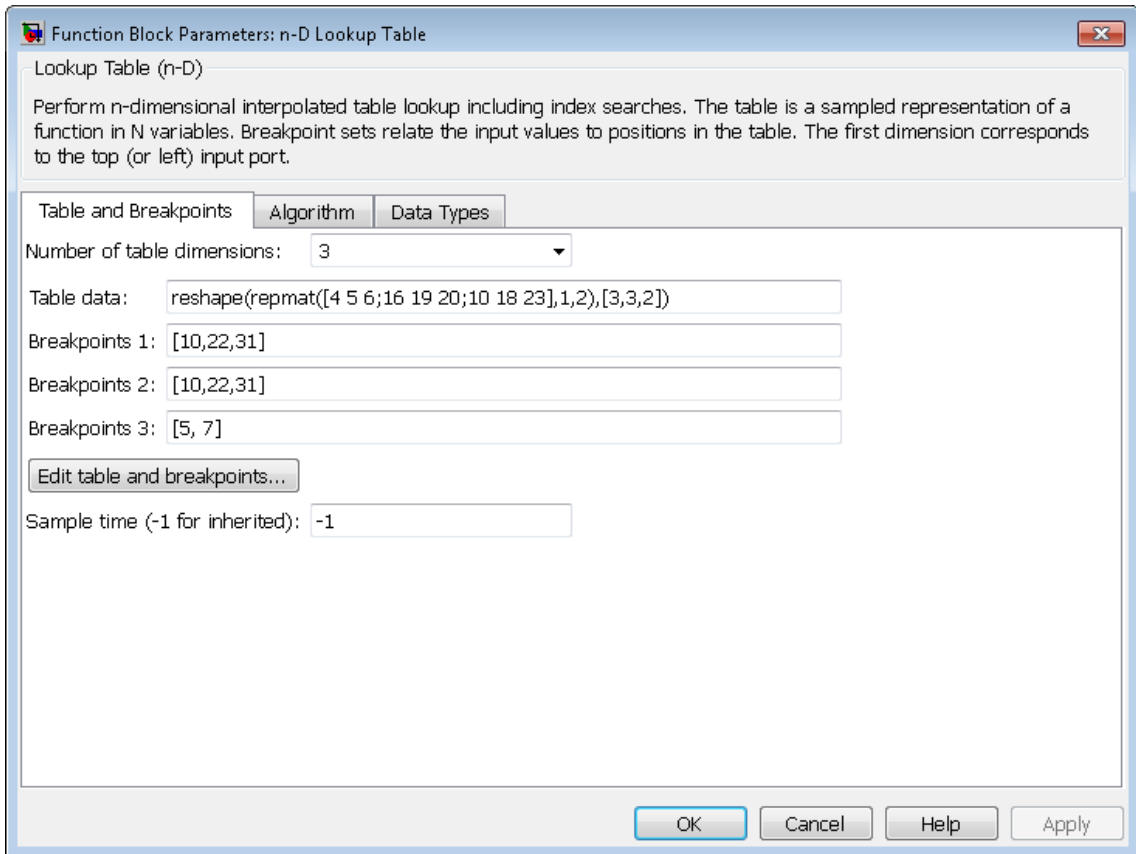 Function Block Parameters: n-D Lookup Table
Lookup Table (n-D)
Perform n-dimensional interpolated table lookup including index searches. The table is a sampled representation of a
function in N variables. Breakpoint sets relate the input values to positions in the table. The first dimension corresponds
to the top (or left) input port.
Table and Breakpoints Algorithm Data Types
Number of table dimensions: 3
Table data: reshape(repmat([4 5 6;16 19 20;10 18 23],1,2),[3,3,2])
Breakpoints 1: [10,22,31]
Breakpoints 2: [10,22,31]
Breakpoints 3: [5, 7]
Edit table and breakpoints...
Sample time (-1 for inherited): -1
OK Cancel Help Apply